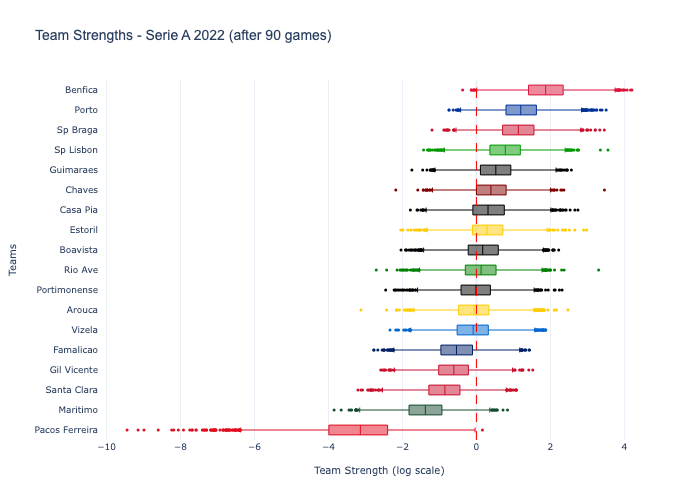 Team Strengths - Serie A 2022 (after 90 games)
Teams
Benfica
Porto
Sp Braga
Sp Lisbon
Guimaraes
Chaves
Casa Pia
Estoril
Boavista
Rio Ave
Portimonense
Arouca
Vizela
Famalicao
Gil Vicente
Santa Clara
Maritimo
Pacos Ferreira
−10 −8 −6 −4 −2 0 2 4
Team Strength (log scale)